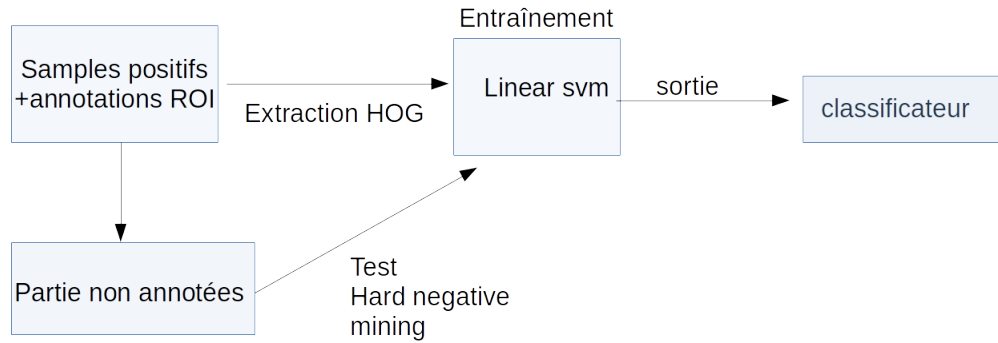 Entraînement
Samples positifs
+annotations ROI
Extraction HOG
Linear svm
sortie
classificateur
Partie non annotées
Test
Hard negative
mining